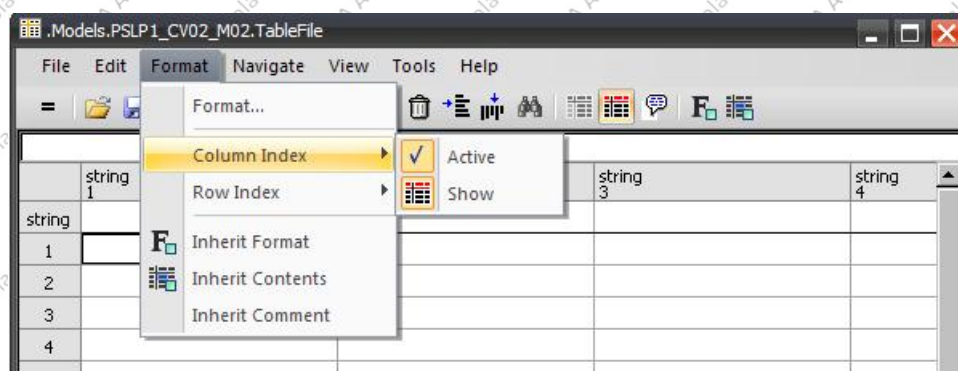 .Models.PSLP1_CV02_M02.TableFile
File Edit Format Navigate View Tools Help
Format...
Column Index
Active
Row Index
Show
Inherit Format
Inherit Contents
Inherit Comment
string
1
string
3
string
4
string
1
2
3
4